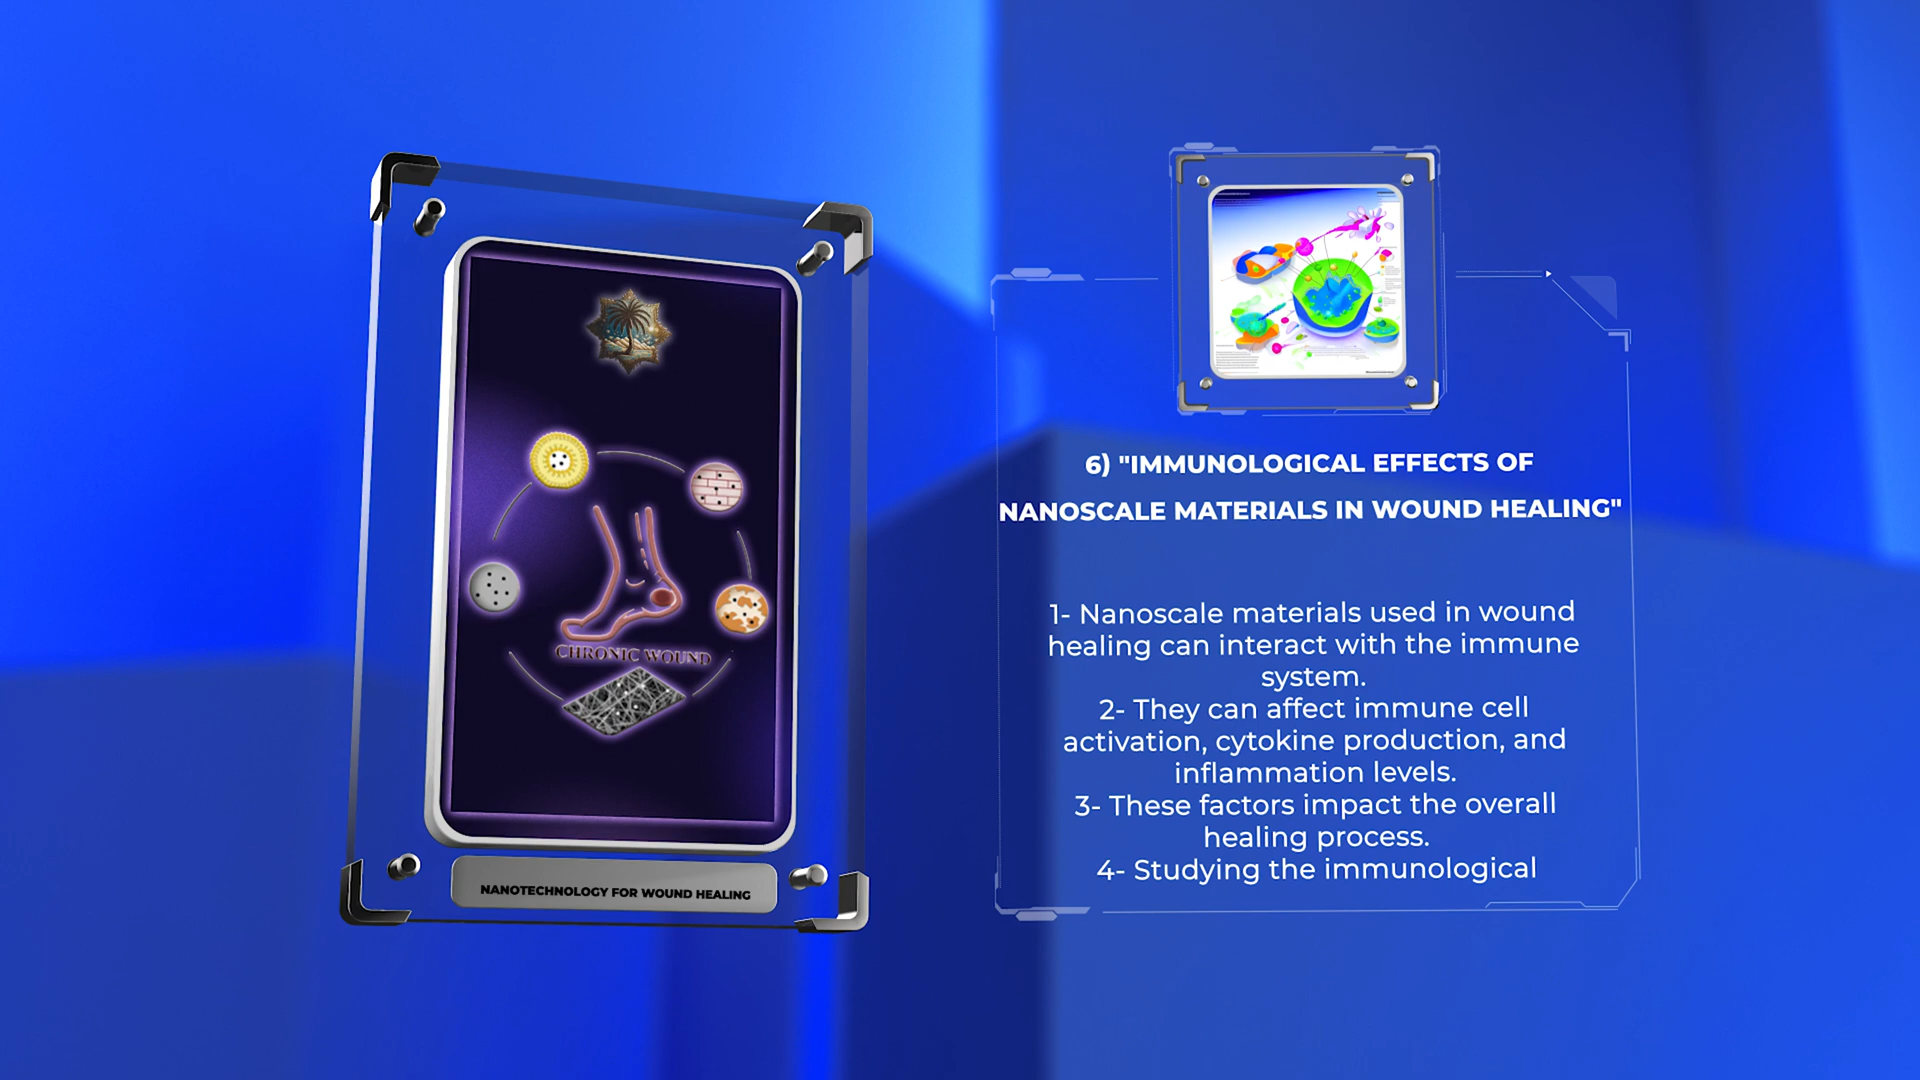 CHRONIC WOUND
NANOTECHNOLOGY FOR WOUND HEALING
6) "IMMUNOLOGICAL EFFECTS OF
NANOSCALE MATERIALS IN WOUND HEALING"
1- Nanoscale materials used in wound
healing can interact with the immune
system.
2- They can affect immune cell
activation, cytokine production, and
inflammation levels.
3- These factors impact the overall
healing process.
4- Studying the immunological